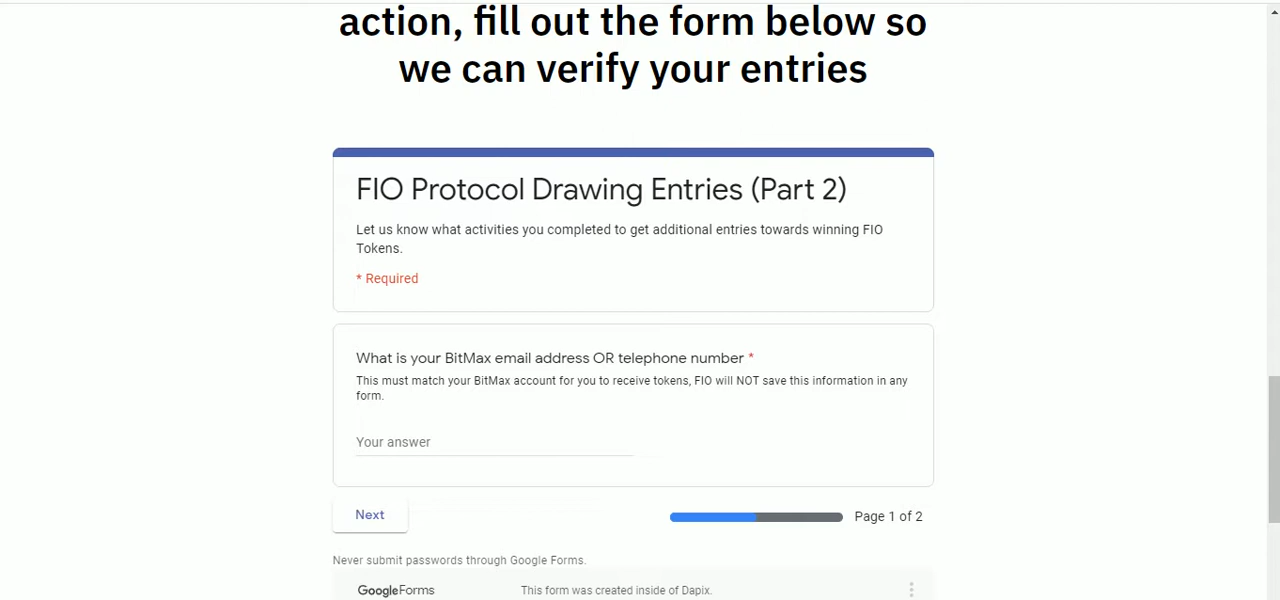 action, fill out the form below so
we can verify your entries
FIO Protocol Drawing Entries (Part 2)
Let us know what activities you completed to get additional entries towards winning FIO
Tokens.
* Required
What is your BitMax email address OR telephone number *
This must match your BitMax account for you to receive tokens, FIO will NOT save this information in any
form.
Your answer
Next
Page 1 of 2
Never submit passwords through Google Forms.
GoogleForms
This form was created inside of Dapix.